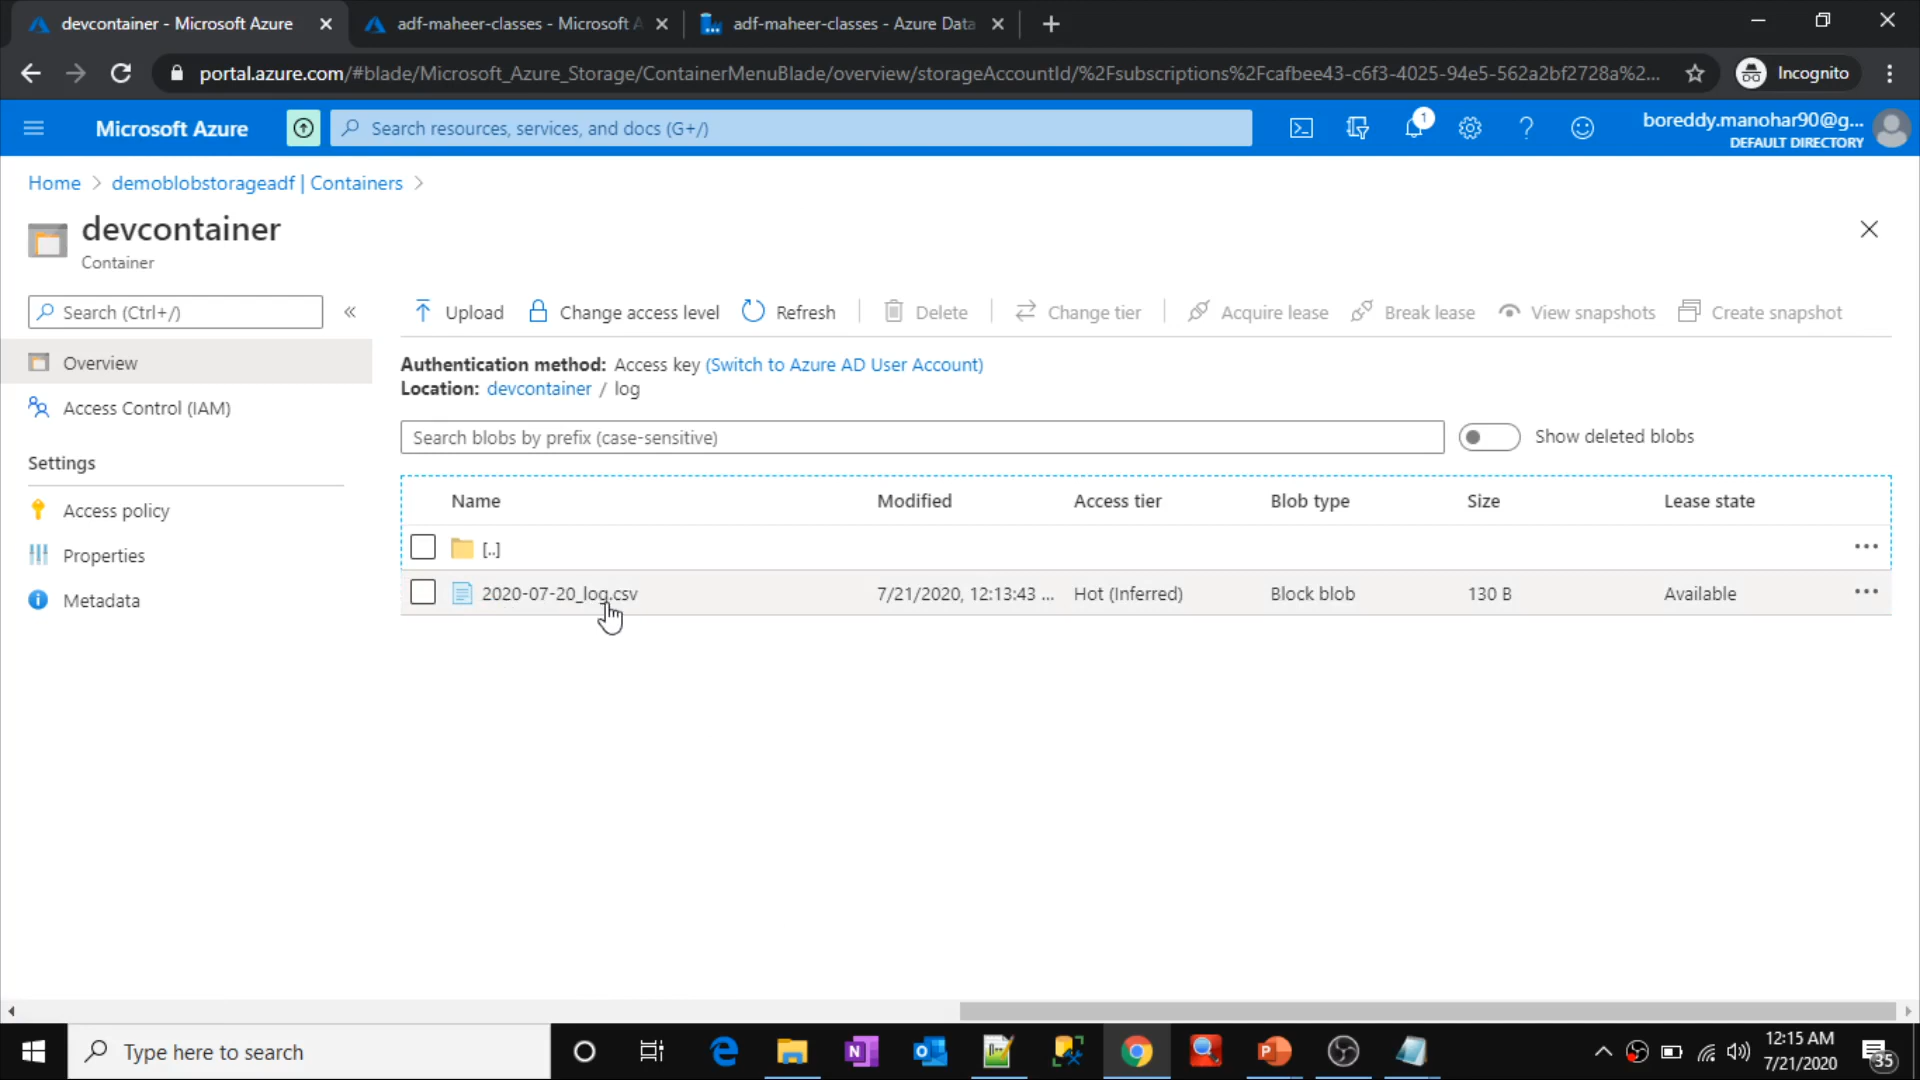 devcontainer - Microsoft Azure
adf-maheer-classes - Microsoft A
adf-maheer-classes - Azure Data
portal.azure.com/#blade/Microsoft_Azure_Storage/ContainerMenuBlade/overview/storageAccountId/%2Fsubscriptions%2Fcafbee43-c6f3-4025-94e5-562a2bf2728a%2...
Incognito
Microsoft Azure
Search resources, services, and docs (G+/)
1
boreddy.manohar90@g...
DEFAULT DIRECTORY
Home > demoblobstorageadf | Containers >
devcontainer
Container
Search (Ctrl+/)
«
Upload Change access level Refresh Delete Change tier Acquire lease Break lease View snapshots Create snapshot
Overview
Access Control (IAM)
Settings
Access policy
Properties
Metadata
Authentication method: Access key (Switch to Azure AD User Account)
Location: devcontainer / log
Search blobs by prefix (case-sensitive)
Show deleted blobs
Name Modified Access tier Blob type Size Lease state
[..]
2020-07-20_log.csv 7/21/2020, 12:13:43 ... Hot (Inferred) Block blob 130 B Available
Type here to search
12:15 AM
7/21/2020
35